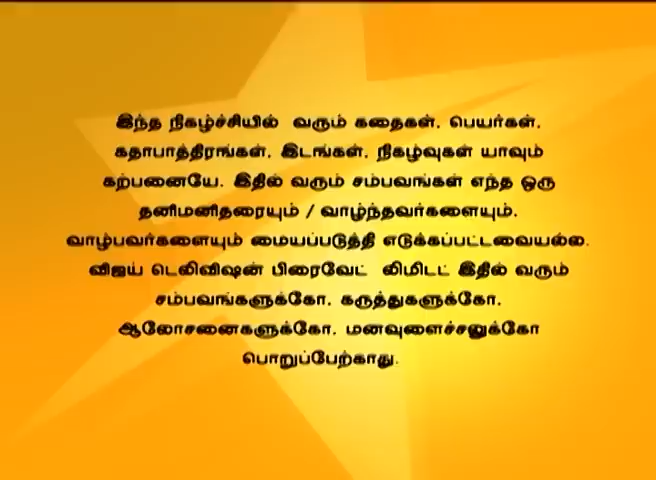 இந்த நிகழ்ச்சியில் வரும் கதைகள், பெயர்கள்,
கதாபாத்திரங்கள், இடங்கள், நிகழ்வுகள் யாவும்
கற்பனையே. இதில் வரும் சம்பவங்கள் எந்த ஒரு
தனிமனிதரையும் / வாழ்ந்தவர்களையும்,
வாழ்பவர்களையும் மையப்படுத்தி எடுக்கப்பட்டவையல்ல.
விஜய் டெலிவிஷன் பிரைவேட் லிமிடட் இதில் வரும்
சம்பவங்களுக்கோ, கருத்துகளுக்கோ,
ஆலோசனைகளுக்கோ, மனவுளைச்சலுக்கோ
பொறுப்பேற்காது.